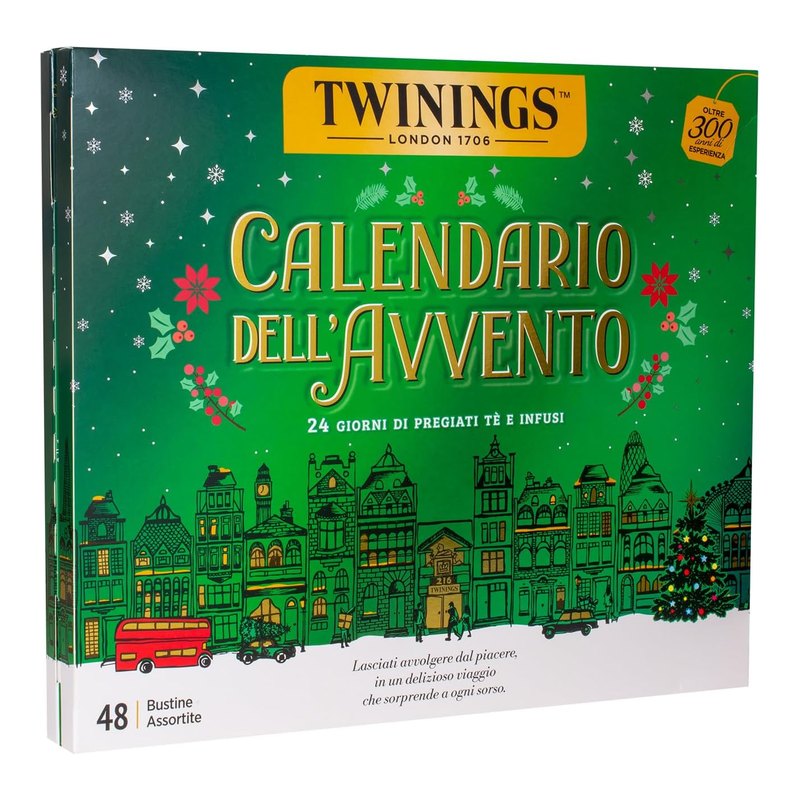 TWININGS™
LONDON 1706
OLTRE
300
anni di
ESPERIENZA
CALENDARIO
DELL'AVVENTO
24 GIORNI DI PREGIATI TÈ E INFUSI
216
TWININGS
Lasciati avvolgere dal piacere,
in un delizioso viaggio
che sorprende a ogni sorso.
48 Bustine
Assortite